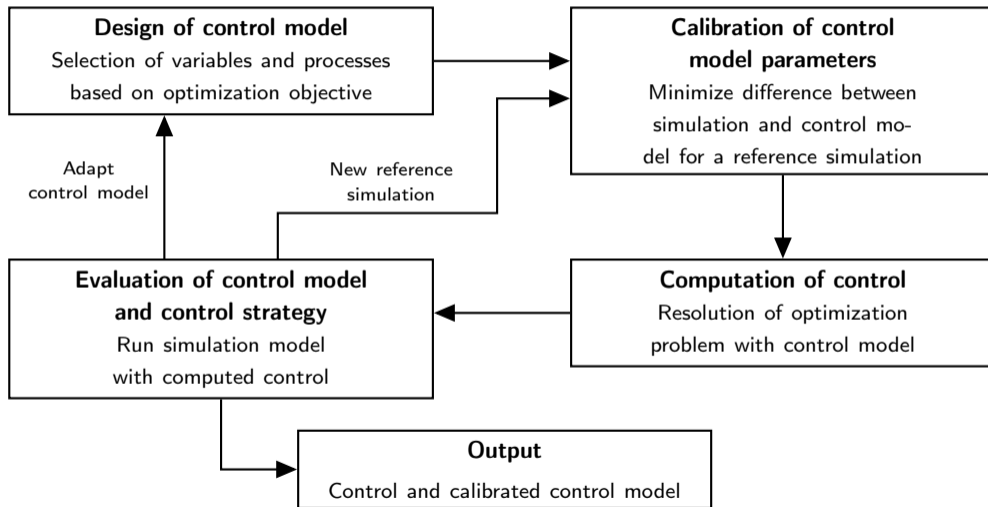 Design of control model
Selection of variables and processes
based on optimization objective
Calibration of control
model parameters
Minimize difference between
simulation and control mo-
del for a reference simulation
Adapt
control model
New reference
simulation
Evaluation of control model
and control strategy
Run simulation model
with computed control
Computation of control
Resolution of optimization
problem with control model
Output
Control and calibrated control model